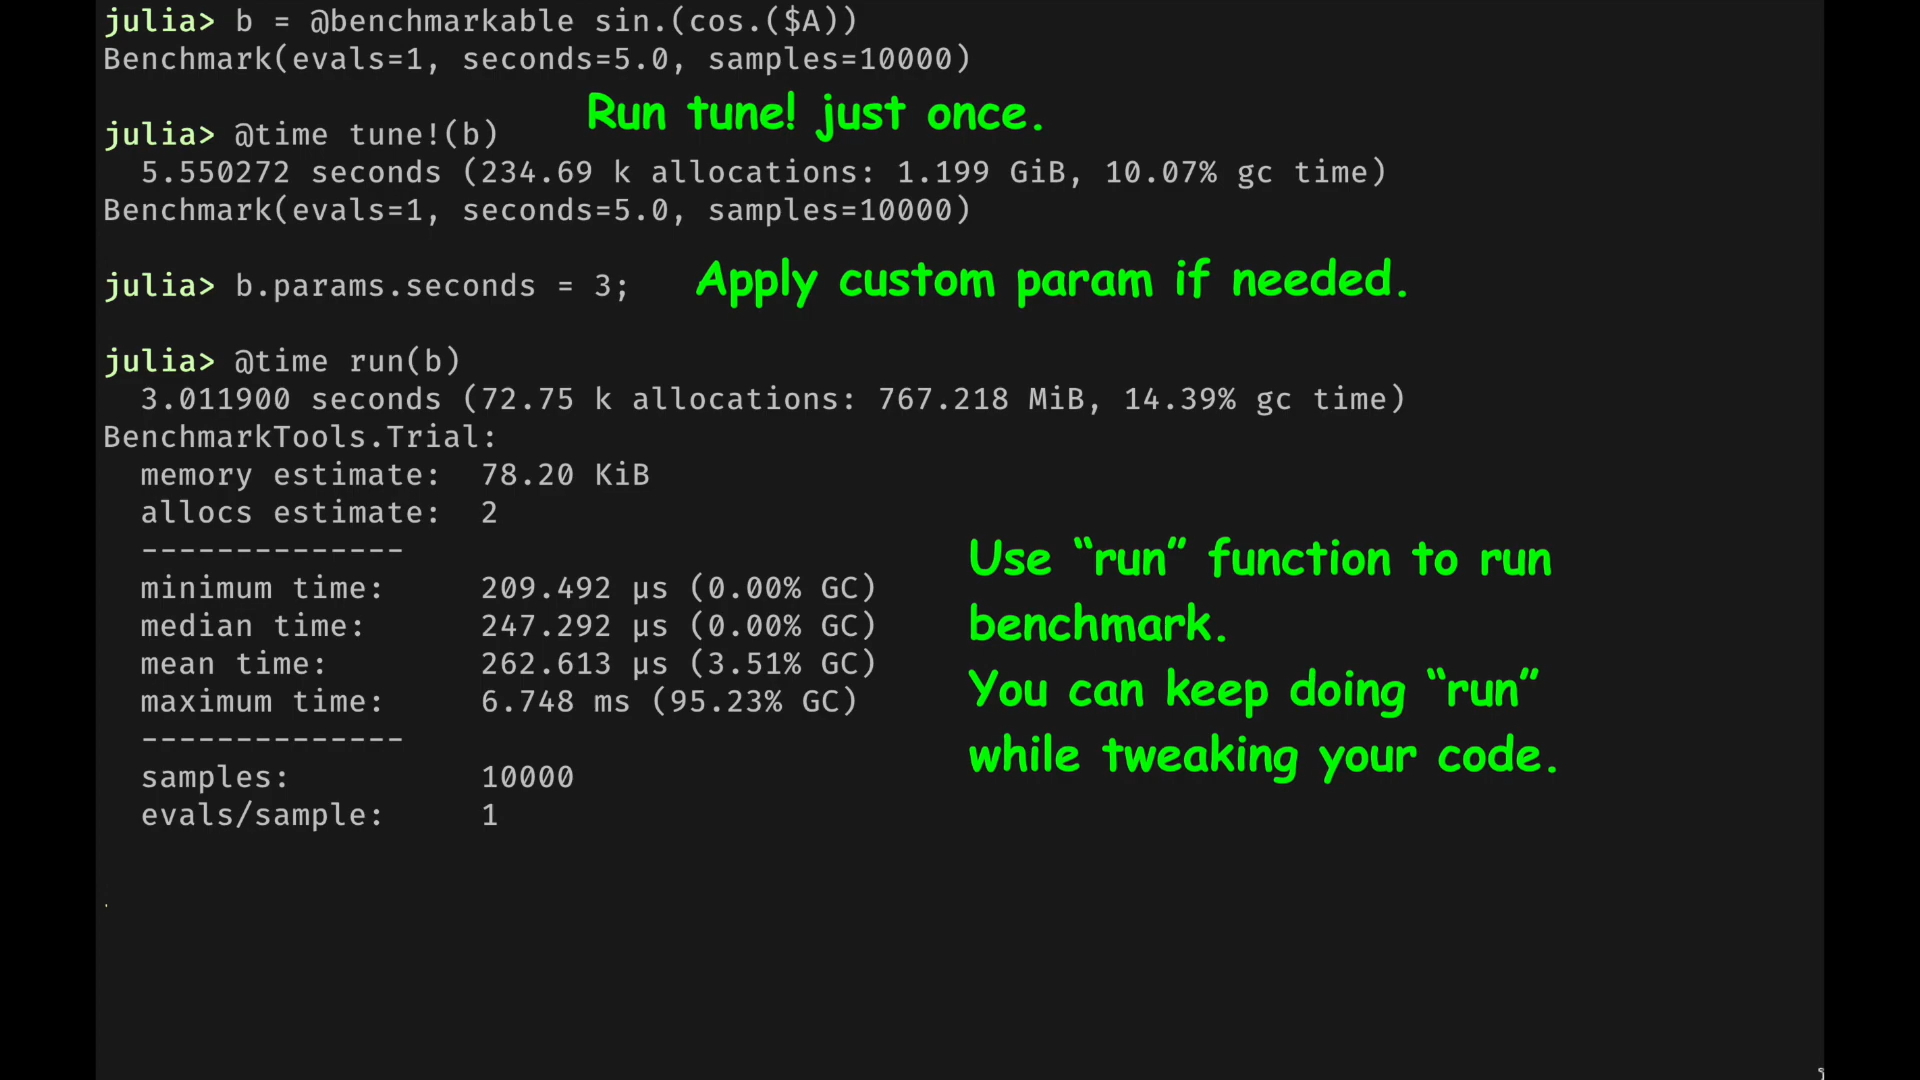 julia> b = @benchmarkable sin.(cos.($A))
Benchmark(evals=1, seconds=5.0, samples=10000)
Run tune! just once.
julia> @time tune!(b)
5.550272 seconds (234.69 k allocations: 1.199 GiB, 10.07% gc time)
Benchmark(evals=1, seconds=5.0, samples=10000)
julia> b.params.seconds = 3;
Apply custom param if needed.
julia> @time run(b)
3.011900 seconds (72.75 k allocations: 767.218 MiB, 14.39% gc time)
BenchmarkTools.Trial:
memory estimate: 78.20 KiB
allocs estimate: 2
--------------
minimum time: 209.492 μs (0.00% GC)
median time: 247.292 μs (0.00% GC)
mean time: 262.613 μs (3.51% GC)
maximum time: 6.748 ms (95.23% GC)
--------------
samples: 10000
evals/sample: 1
Use “run” function to run
benchmark.
You can keep doing “run”
while tweaking your code.